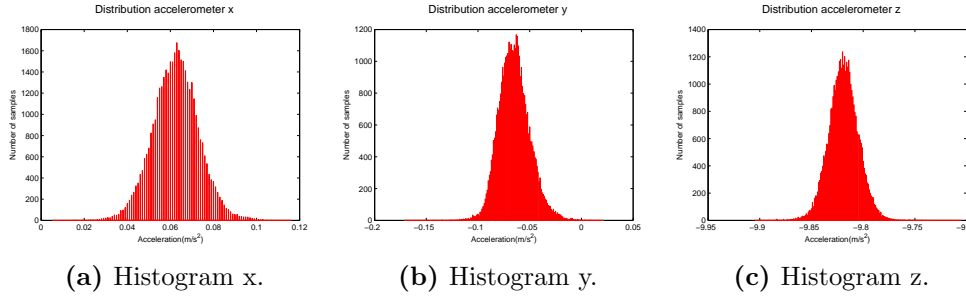 Distribution accelerometer x
Number of samples
1800
1600
1400
1200
1000
800
600
400
200
0
0 0.02 0.04 0.06 0.08 0.1 0.12
Acceleration(m/s²)
(a) Histogram x.
Distribution accelerometer y
Number of samples
1200
1000
800
600
400
200
0
−0.2 −0.15 −0.1 −0.05 0 0.05
Acceleration(m/s²)
(b) Histogram y.
Distribution accelerometer z
Number of samples
1400
1200
1000
800
600
400
200
0
−9.95 −9.9 −9.85 −9.8 −9.75
Acceleration(m/s²)
(c) Histogram z.